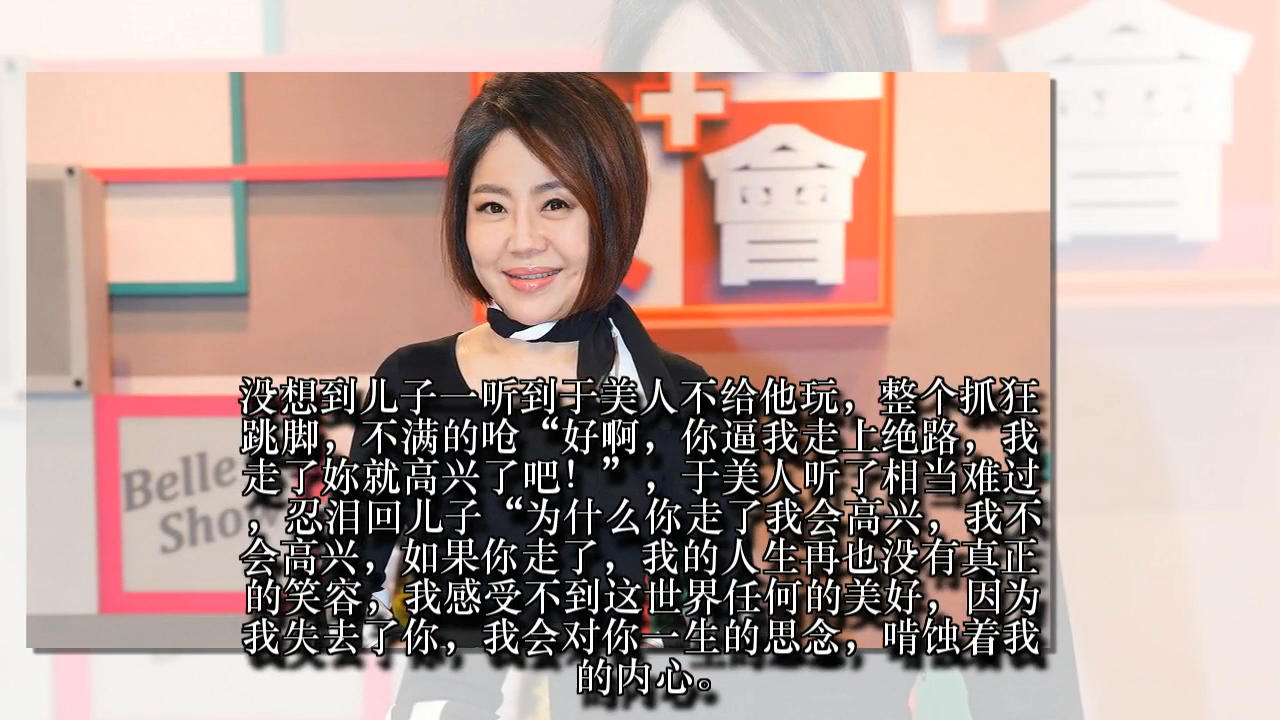 没想到儿子一听到于美人不给他玩，整个抓狂
跳脚，不满的呛“好啊，你逼我走上绝路，我
走了妳就高兴了吧！”，于美人听了相当难过
，忍泪回儿子“为什么你走了我会高兴，我不
会高兴，如果你走了，我的人生再也没有真正
的笑容，我感受不到这世界任何的美好，因为
我失去了你，我会对你一生的思念，啃蚀着我
的内心。
Belle
Show